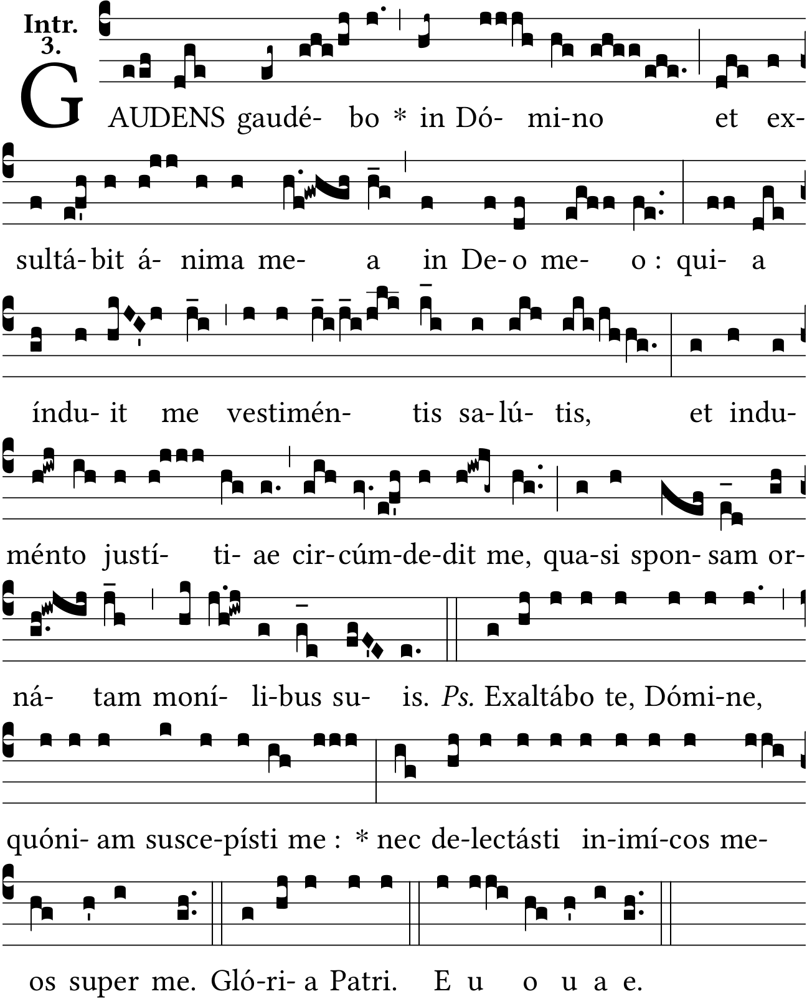 Intr.
3.
GAUDENS gaudé- bo * in Dó- mi-no et ex-
sultá-bit á- nima me- a in De-o me- o : qui- a
índu- it me vestimén- tis sa-lú- tis, et indu-
ménto justí- ti- ae cir-cúm-de-dit me, qua-si spon-sam or-
ná- tam moní- li-bus su- is. Ps. Exaltábo te, Dómi-ne,
quóni- am susce-písti me : * nec de-lectásti in-imí-cos me-
os super me. Gló-ri- a Patri. E u o u a e.